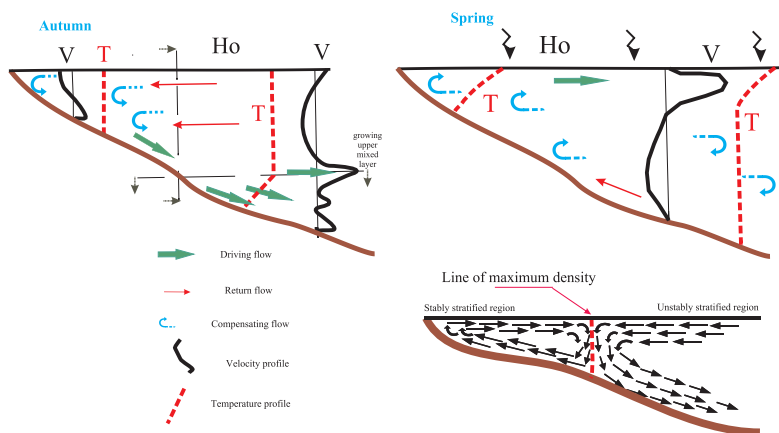 Autumn
V
T
Ho
V
T
growing
upper
mixed
layer
Driving flow
Return flow
Compensating flow
Velocity profile
Temperature profile
Spring
Ho
V
T
T
Line of maximum density
Stably stratified region
Unstably stratified region